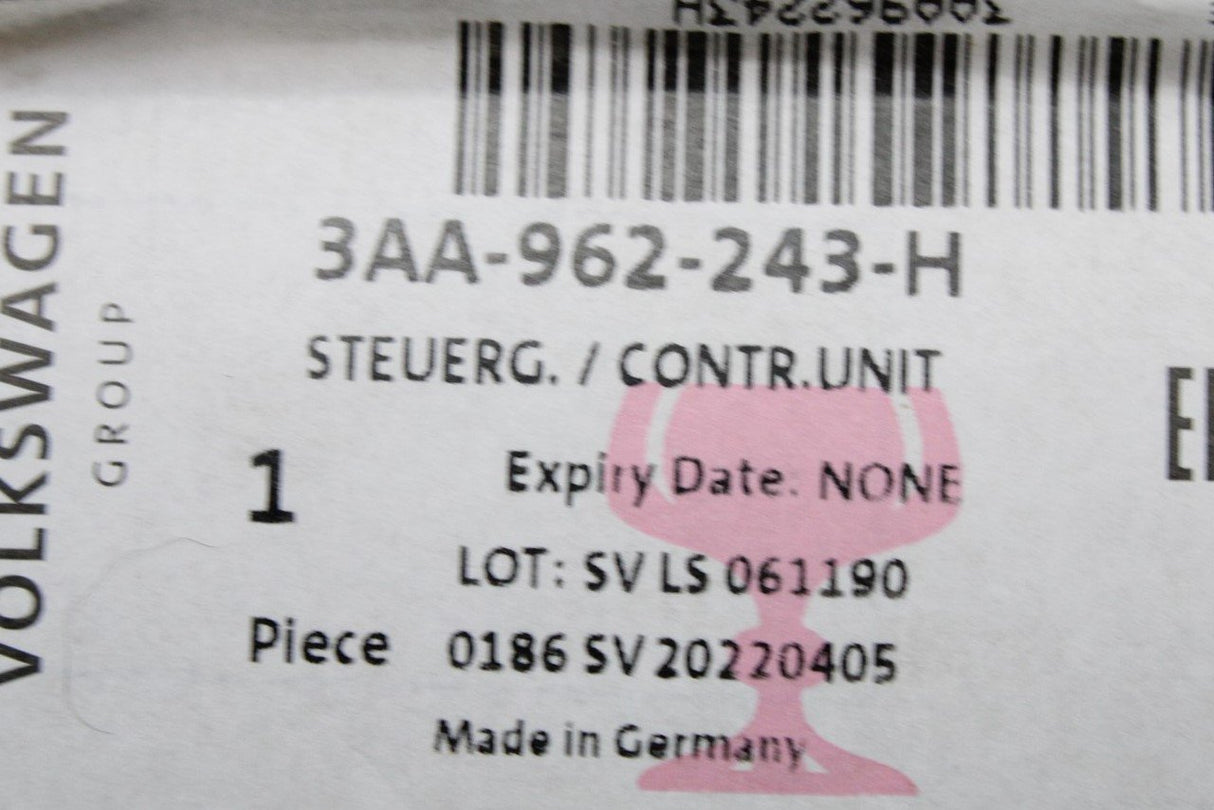 3AA962243H
VOLKSWAGEN
GROUP
3AA-962-243-H
STEUERG. / CONTR.UNIT
1
Expiry Date: NONE
LOT: SV LS 061190
Piece
0186 SV 20220405
Made in Germany